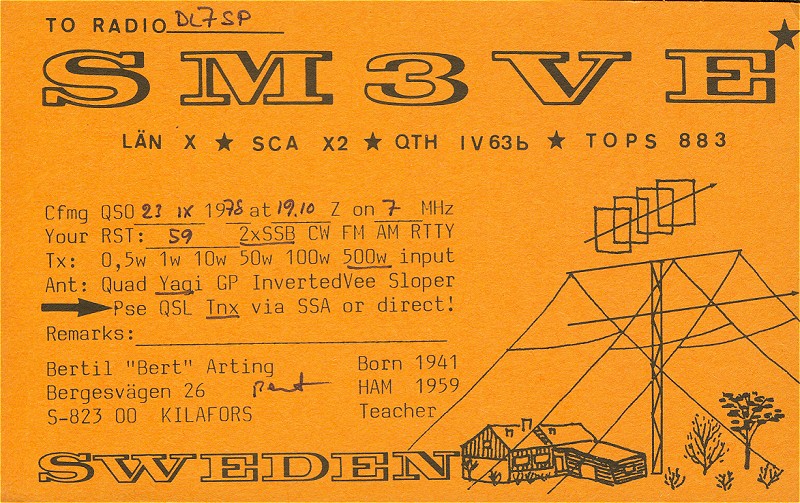 TO RADIO DL7SP
SM3VE
LÄN X ★ SCA X2 ★ QTH IV63b ★ TOPS 883
Cfmg QSO 23 IX 1978 at 19.10 Z on 7 MHz
Your RST: 59 2xSSB CW FM AM RTTY
Tx: 0,5w 1w 10w 50w 100w 500w input
Ant: Quad Yagi GP InvertedVee Sloper
Pse QSL Tnx via SSA or direct!
Remarks:
Bertil "Bert" Arting Born 1941
Bergesvägen 26 Bert HAM 1959
S-823 00 KILAFORS Teacher
SWEDEN